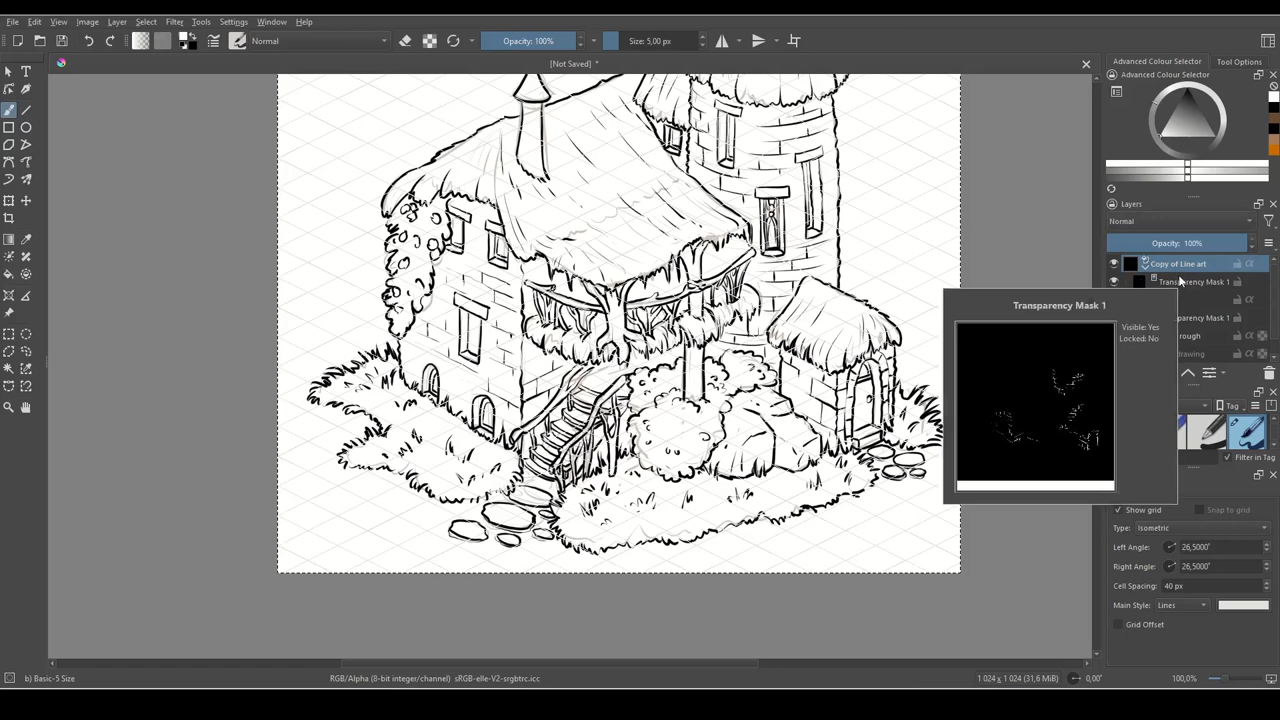 File Edit View Image Layer Select Filter Tools Settings Window Help
Normal Opacity: 100% Size: 5,00 px
[Not Saved] *
Advanced Colour Selector Tool Options
Advanced Colour Selector
Layers
Normal
Opacity: 100%
Copy of Line art
Transparency Mask 1
Transparency Mask 1
Visible: Yes
Locked: No
parency Mask 1
rough
drawing
Tag
Filter in Tag
Show grid Snap to grid
Type: Isometric
Left Angle: 26,5000°
Right Angle: 26,5000°
Cell Spacing: 40 px
Main Style: Lines
Grid Offset
b) Basic-5 Size RGB/Alpha (8-bit integer/channel) sRGB-elle-V2-srgbtrc.icc 1 024 x 1 024 (31,6 MiB) 0,00° 100,0%